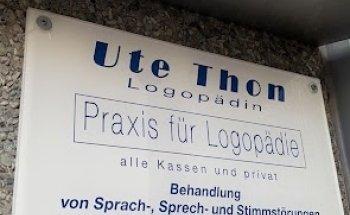 Ute Thon
Logopädin
Praxis für Logopädie
alle Kassen und privat
Behandlung
von Sprach-, Sprech- und Stimmstörungen